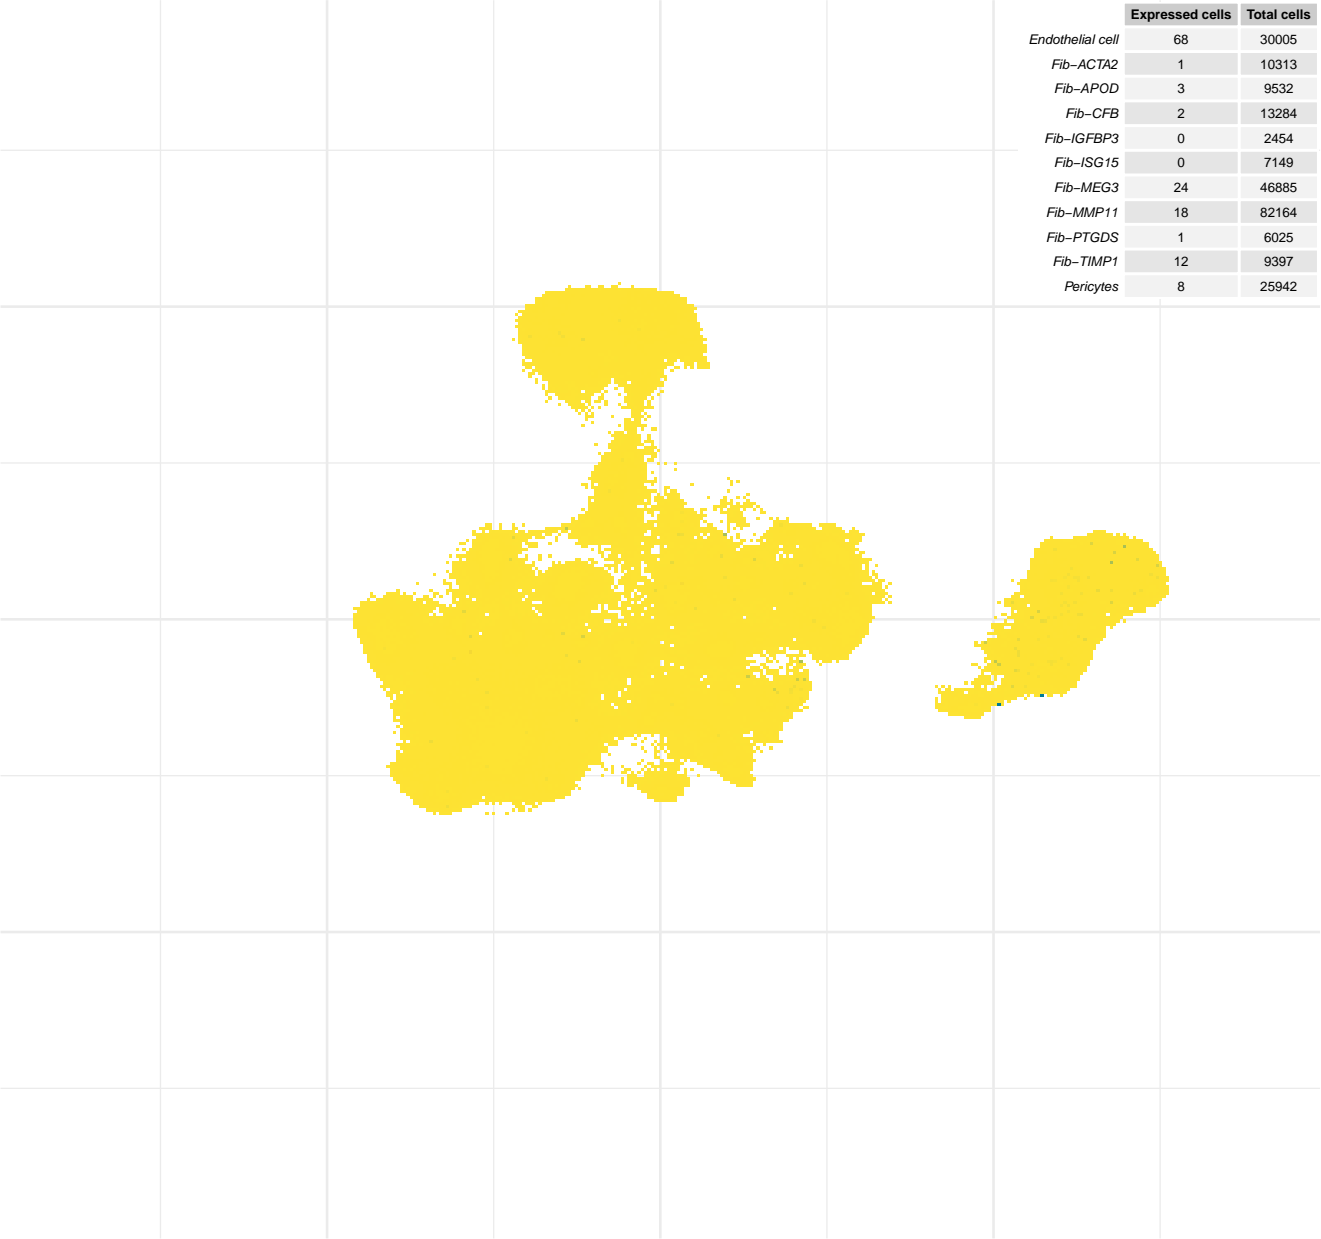 Expressed cells Total cells
Endothelial cell 68 30005
Fib−ACTA2 1 10313
Fib−APOD 3 9532
Fib−CFB 2 13284
Fib−IGFBP3 0 2454
Fib−ISG15 0 7149
Fib−MEG3 24 46885
Fib−MMP11 18 82164
Fib−PTGDS 1 6025
Fib−TIMP1 12 9397
Pericytes 8 25942